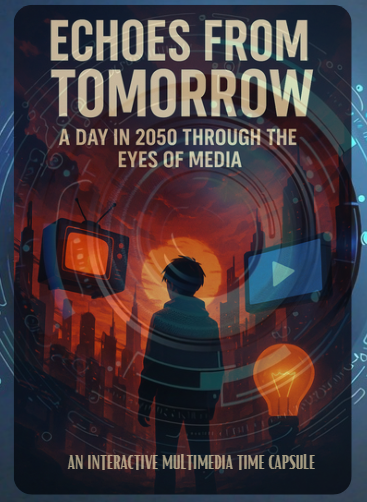 ECHOES FROM
TOMORROW
A DAY IN 2050 THROUGH THE
EYES OF MEDIA
AN INTERACTIVE MULTIMEDIA TIME CAPSULE